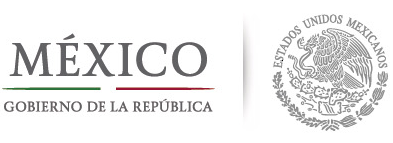 MÉXICO
GOBIERNO DE LA REPÚBLICA
ESTADOS UNIDOS MEXICANOS